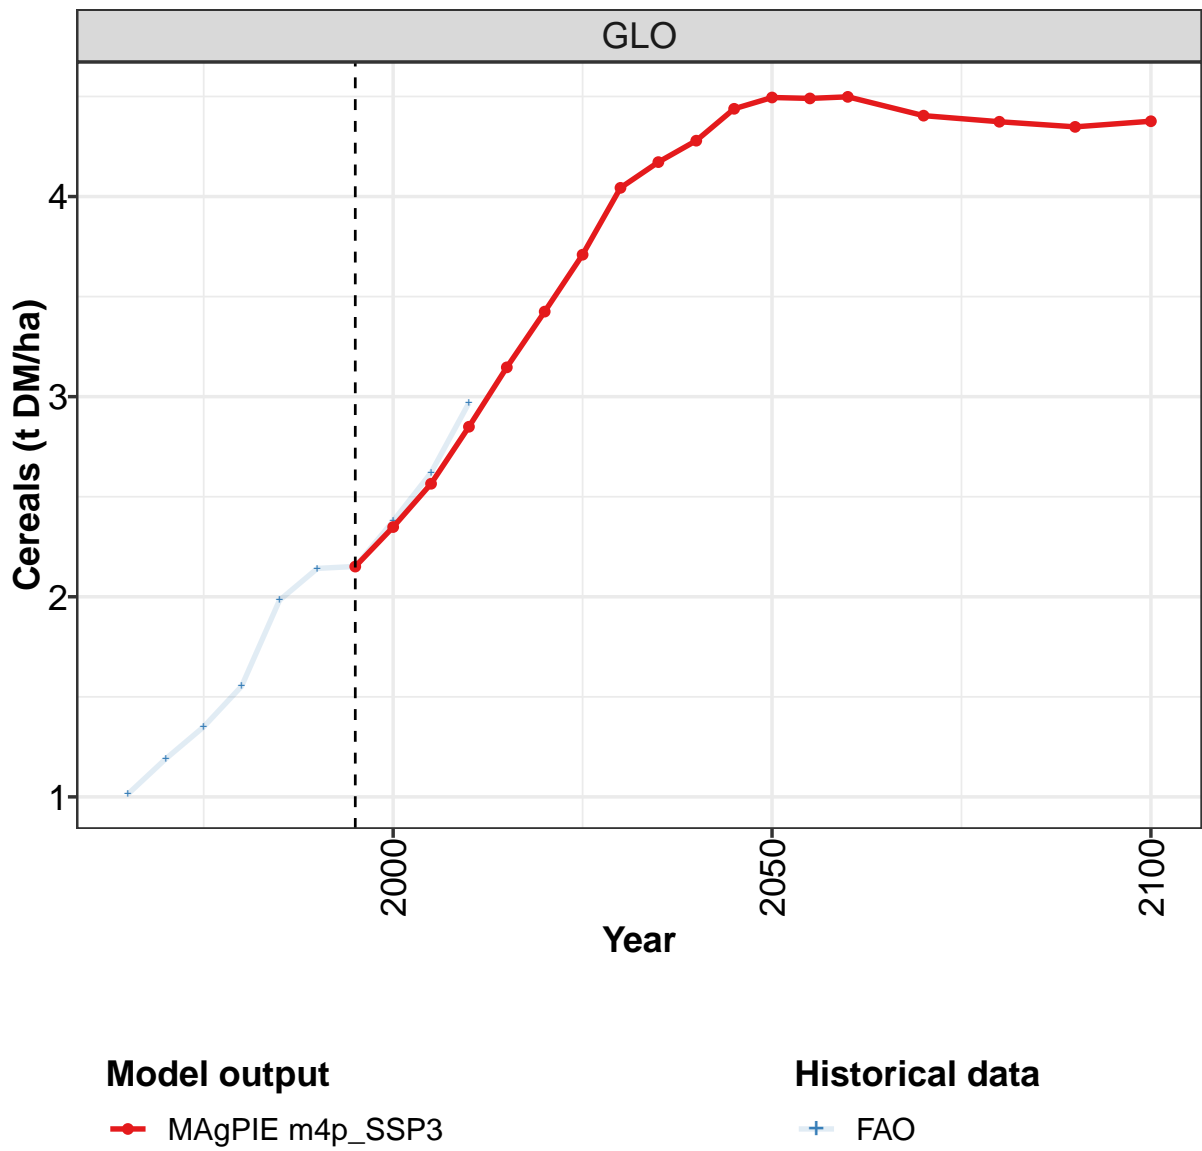 GLO
Cereals (t DM/ha)
4
3
2
1
2000
2050
2100
Year
Model output
Historical data
MAgPIE m4p_SSP3
FAO